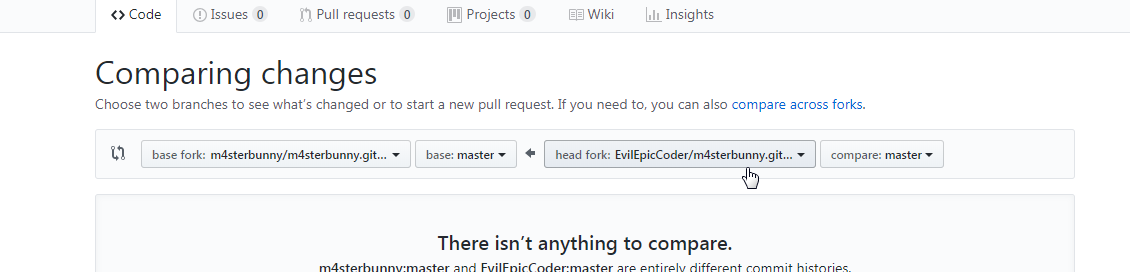 Code Issues 0 Pull requests 0 Projects 0 Wiki Insights
Comparing changes
Choose two branches to see what's changed or to start a new pull request. If you need to, you can also compare across forks.
base fork: m4sterbunny/m4sterbunny.git... base: master head fork: EvilEpicCoder/m4sterbunny.git... compare: master
There isn't anything to compare.
m4sterbunny:master and EvilEpicCoder:master are entirely different commit histories.